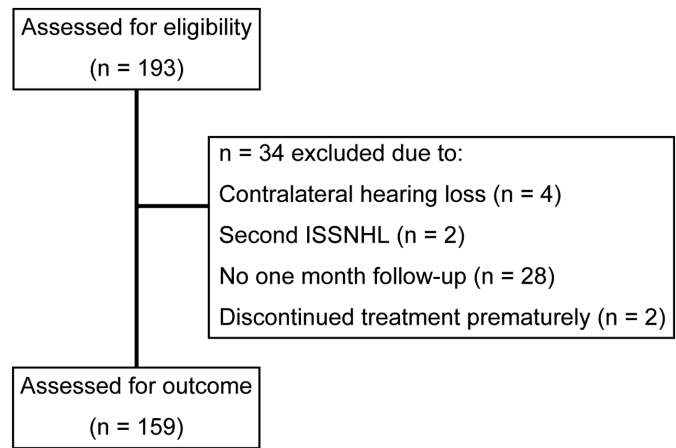 Assessed for eligibility
(n = 193)
n = 34 excluded due to:
Contralateral hearing loss (n = 4)
Second ISSNHL (n = 2)
No one month follow-up (n = 28)
Discontinued treatment prematurely (n = 2)
Assessed for outcome
(n = 159)